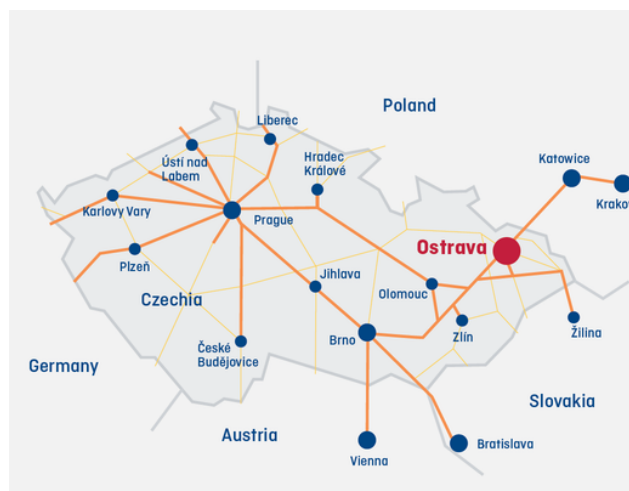 Poland
Liberec
Ústí nad
Labem
Hradec
Králové
Katowice
Krakov
Karlovy Vary
Prague
Ostrava
Plzeň
Jihlava
Olomouc
Czechia
Brno
Zlín
Žilina
České
Budějovice
Germany
Slovakia
Austria
Bratislava
Vienna